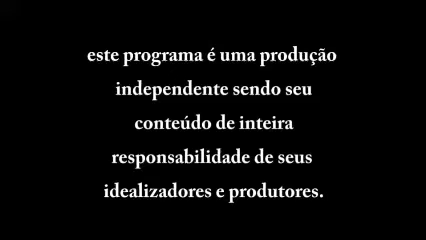 este programa é uma produção
independente sendo seu
conteúdo de inteira
responsabilidade de seus
idealizadores e produtores.